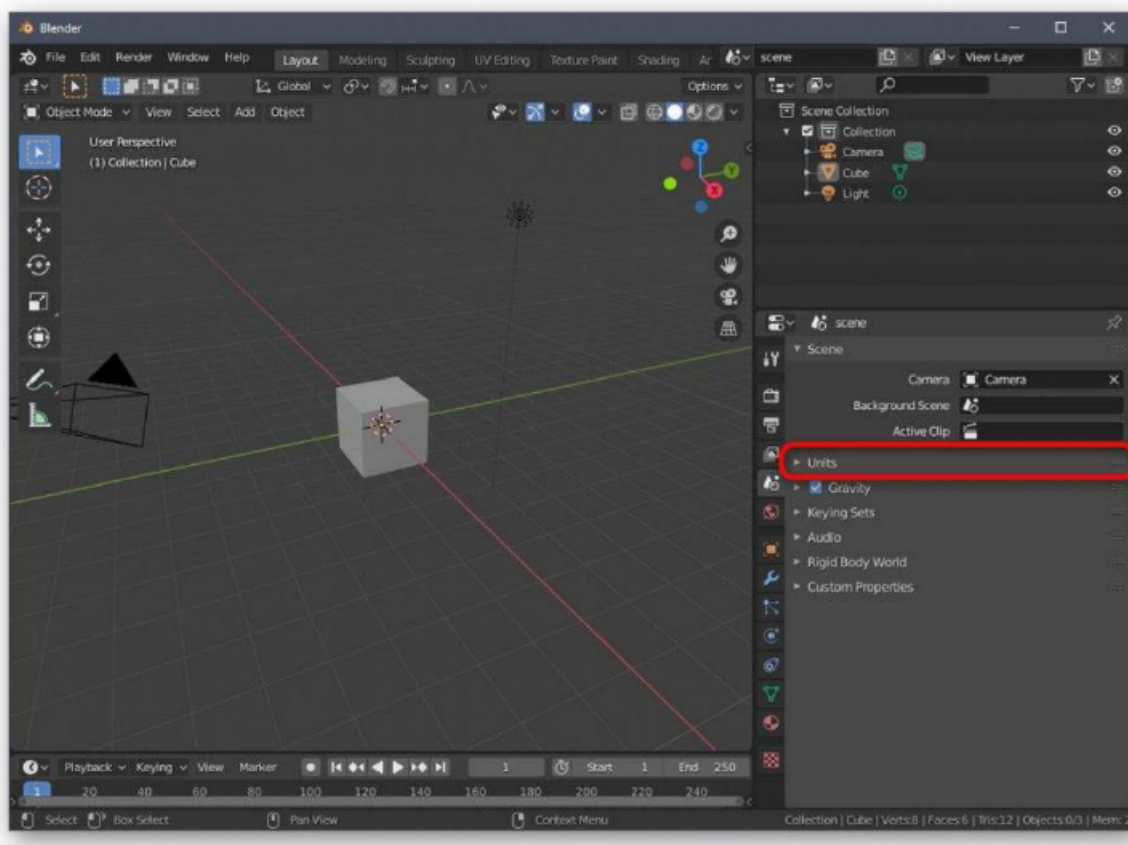 Blender
File Edit Render Window Help Layout Modeling Sculpting UV Editing Texture Paint Shading Ar scene View Layer
Global Options
Object Mode View Select Add Object
User Perspective
(1) Collection | Cube
Z
Y
X
Scene Collection
Collection
Camera
Cube
Light
scene
Scene
Camera Camera
Background Scene
Active Clip
Units
Gravity
Keying Sets
Audio
Rigid Body World
Custom Properties
Playback Keying View Marker 1 Start 1 End 250
1 20 40 60 80 100 120 140 160 180 200 220 240
Select Box Select Pan View Context Menu Collection | Cube | Verts:8 | Faces:6 | Tris:12 | Objects:0/3 | Mem: 2